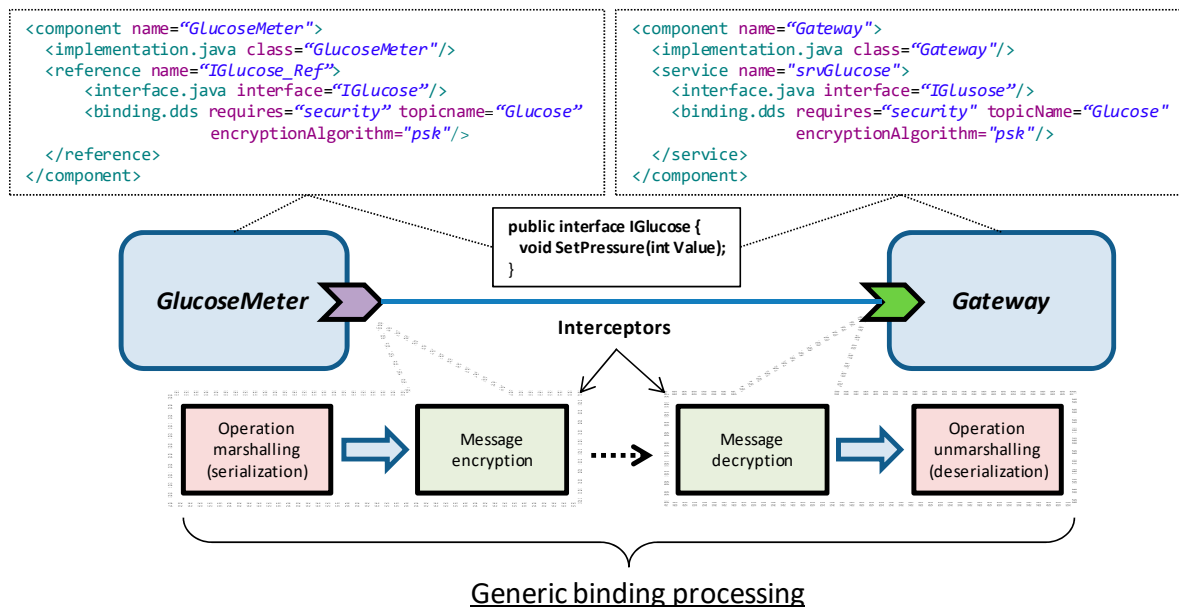 <component name=“GlucoseMeter">
<implementation.java class=“GlucoseMeter"/>
<reference name=“IGlucose_Ref”>
<interface.java interface=“IGlucose”/>
<binding.dds requires=“security” topicname=“Glucose”
encryptionAlgorithm="psk"/>
</reference>
</component>
<component name=“Gateway">
<implementation.java class=“Gateway"/>
<service name="srvGlucose">
<interface.java interface=“IGlusose”/>
<binding.dds requires=“security" topicName=“Glucose"
encryptionAlgorithm=“psk”/>
</service>
</component>
public interface IGlucose {
void SetPressure(int Value);
}
GlucoseMeter
Gateway
Interceptors
Operation
marshalling
(serialization)
Message
encryption
Message
decryption
Operation
unmarshalling
(deserialization)
Generic binding processing